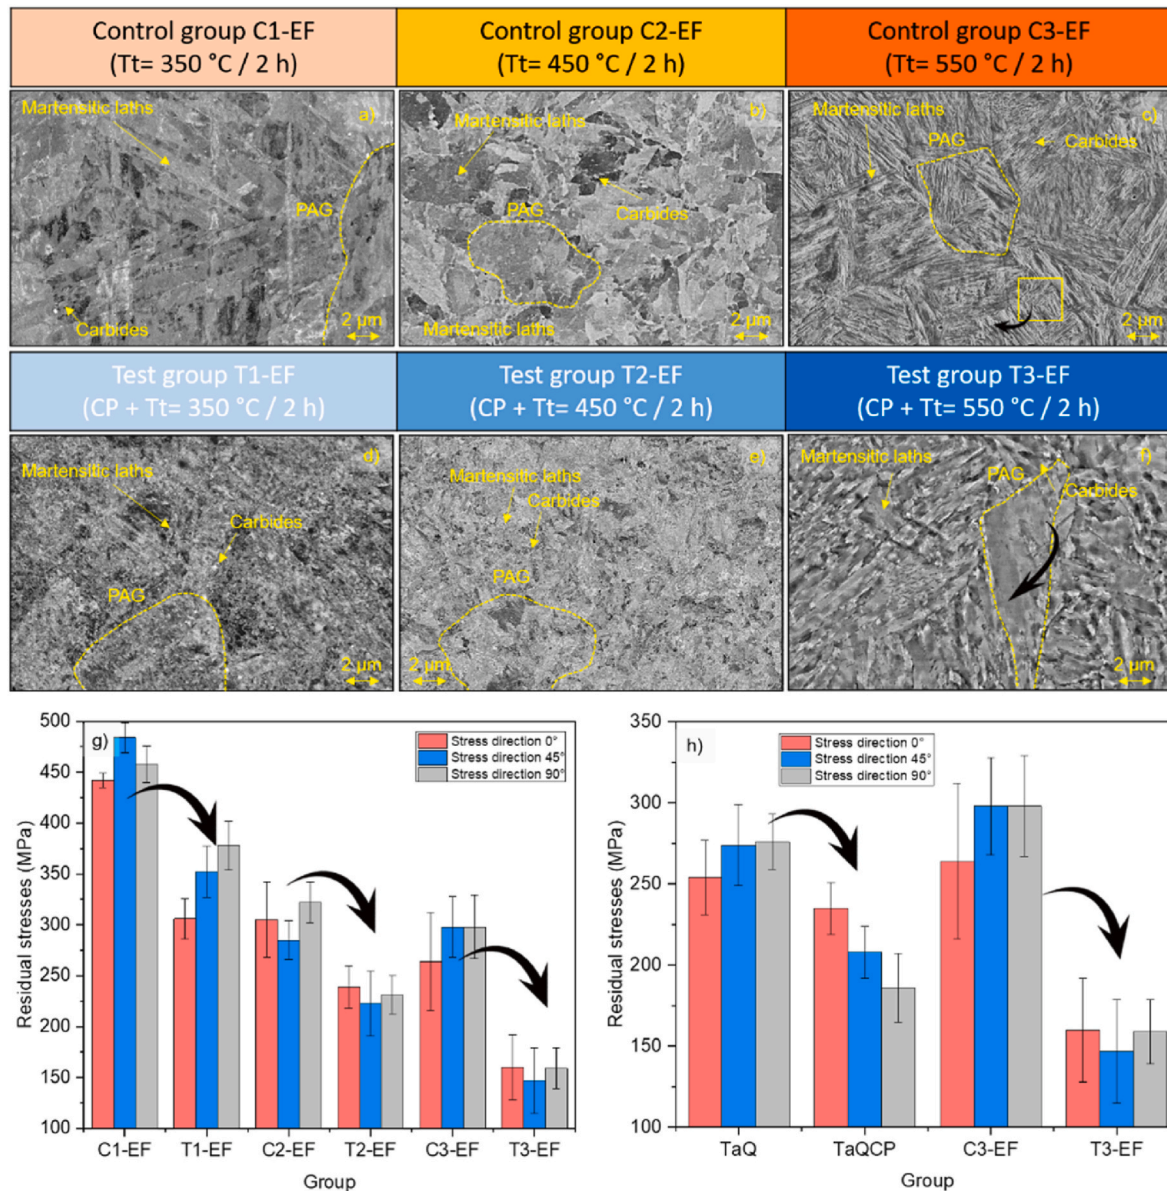 Control group C1-EF
(Tt= 350 °C / 2 h)
Control group C2-EF
(Tt= 450 °C / 2 h)
Control group C3-EF
(Tt= 550 °C / 2 h)
Martensitic laths
a)
PAG
Carbides
2 µm
Martensitic laths
b)
PAG
Carbides
Martensitic laths
2 µm
Martensitic laths
PAG
Carbides
c)
2 µm
Test group T1-EF
(CP + Tt= 350 °C / 2 h)
Test group T2-EF
(CP + Tt= 450 °C / 2 h)
Test group T3-EF
(CP + Tt= 550 °C / 2 h)
Martensitic laths
d)
Carbides
PAG
2 µm
Martensitic laths
e)
Carbides
PAG
2 µm
Martensitic laths
PAG
f)
Carbides
2 µm
g)
Stress direction 0°
Stress direction 45°
Stress direction 90°
500
450
400
350
300
250
200
150
100
Residual stresses (MPa)
C1-EF T1-EF C2-EF T2-EF C3-EF T3-EF
Group
h)
Stress direction 0°
Stress direction 45°
Stress direction 90°
350
300
250
200
150
100
Residual stresses (MPa)
TaQ TaQCP C3-EF T3-EF
Group